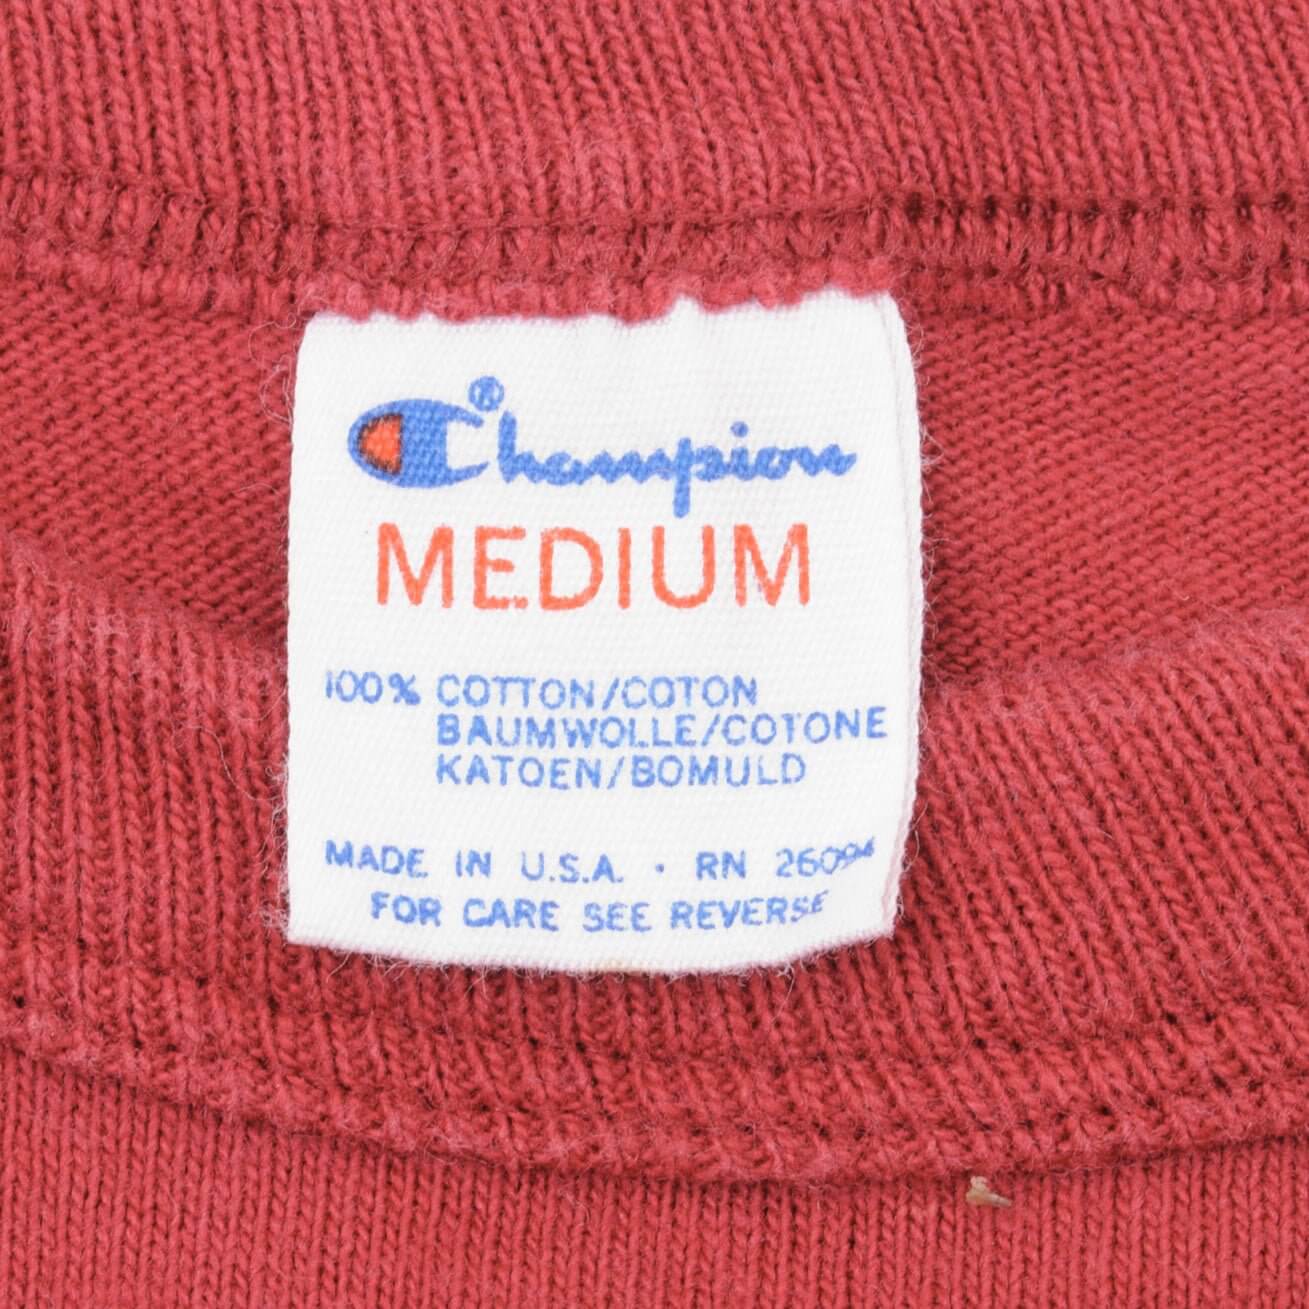 Champion®
MEDIUM
100% COTTON/COTON
BAUMWOLLE/COTONE
KATOEN/BOMULD
MADE IN U.S.A. · RN 26094
FOR CARE SEE REVERSE